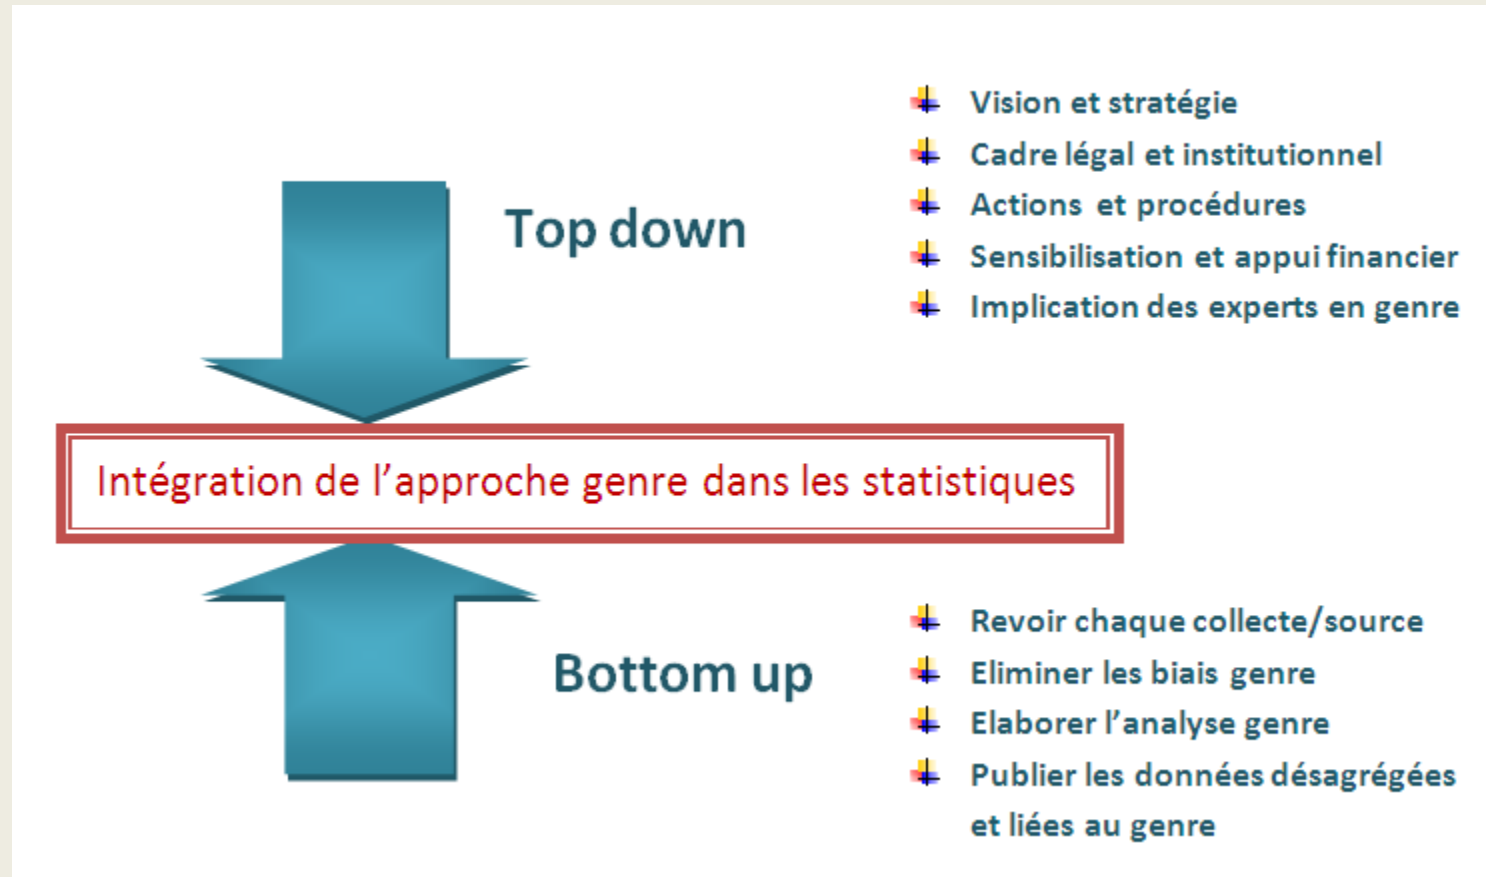 Vision et stratégie
Cadre légal et institutionnel
Actions et procédures
Sensibilisation et appui financier
Implication des experts en genre
Top down
Intégration de l’approche genre dans les statistiques
Bottom up
Revoir chaque collecte/source
Eliminer les biais genre
Elaborer l’analyse genre
Publier les données désagrégées
et liées au genre